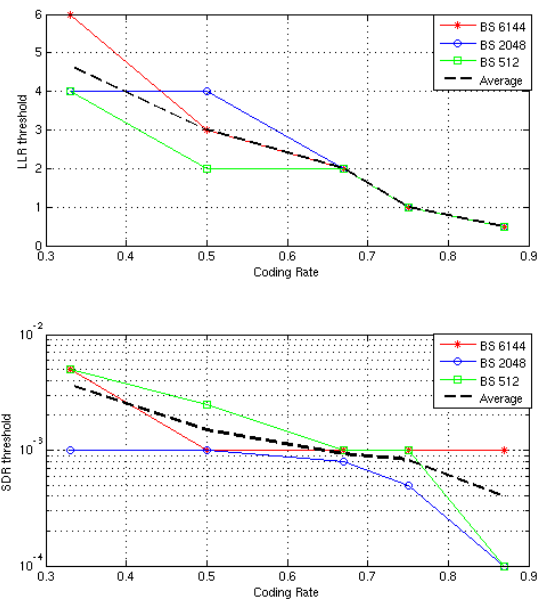 6
5
4
3
2
1
0
LLR threshold
BS 6144
BS 2048
BS 512
Average
0.3 0.4 0.5 0.6 0.7 0.8 0.9
Coding Rate
10^-2
10^-3
10^-4
SDR threshold
BS 6144
BS 2048
BS 512
Average
0.3 0.4 0.5 0.6 0.7 0.8 0.9
Coding Rate